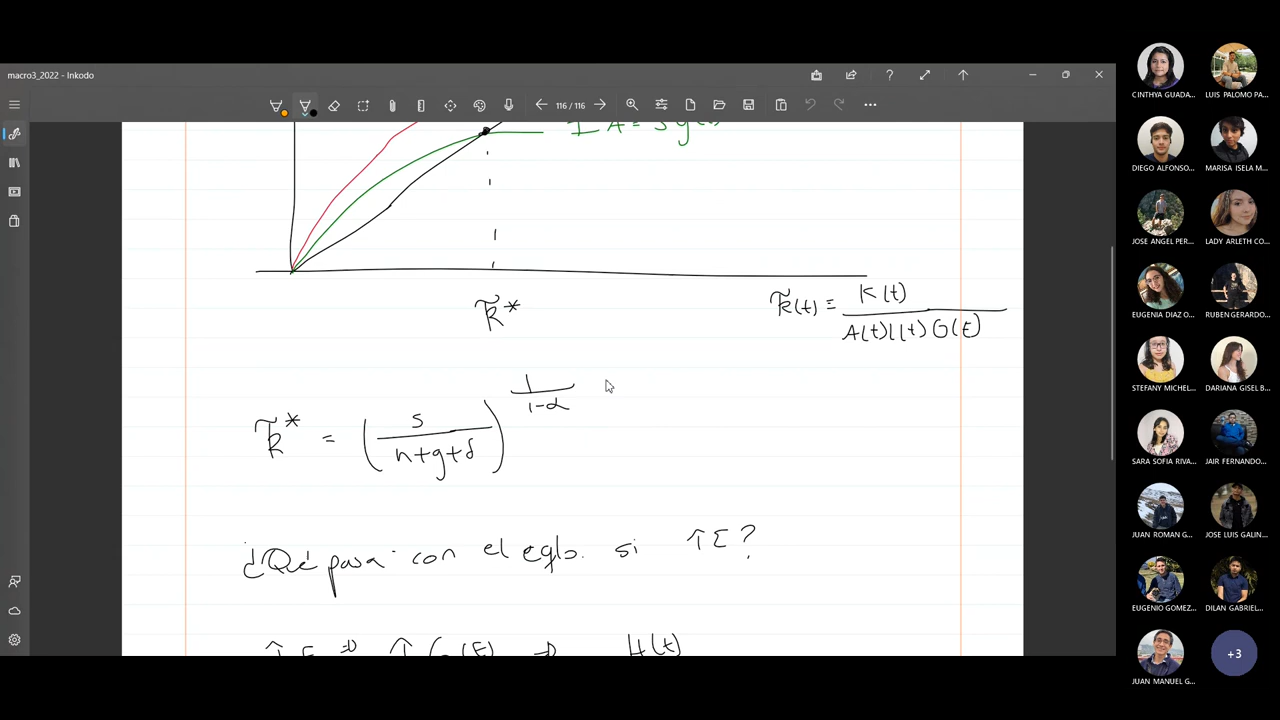 macro3_2022 - Inkodo
116 / 116
k̃*
k̃(t) = K(t) / A(t)L(t)G(E)
k̃* = (s / n+g+δ)^(1 / 1-α)
¿Qué pasa con el eqlb. si ↑E?
↑E ⇒ ↑G(E) ⇒ H(t)
CINTHYA GUADA...
LUIS PALOMO PA...
DIEGO ALFONSO...
MARISA ISELA M...
JOSE ANGEL PER...
LADY ARLETH CO...
EUGENIA DIAZ O...
RUBEN GERARDO...
STEFANY MICHEL...
DARIANA GISEL B...
SARA SOFIA RIVA...
JAIR FERNANDO...
JUAN ROMAN G...
JOSE LUIS GALIN...
EUGENIO GOMEZ...
DILAN GABRIEL...
JUAN MANUEL G...
+3